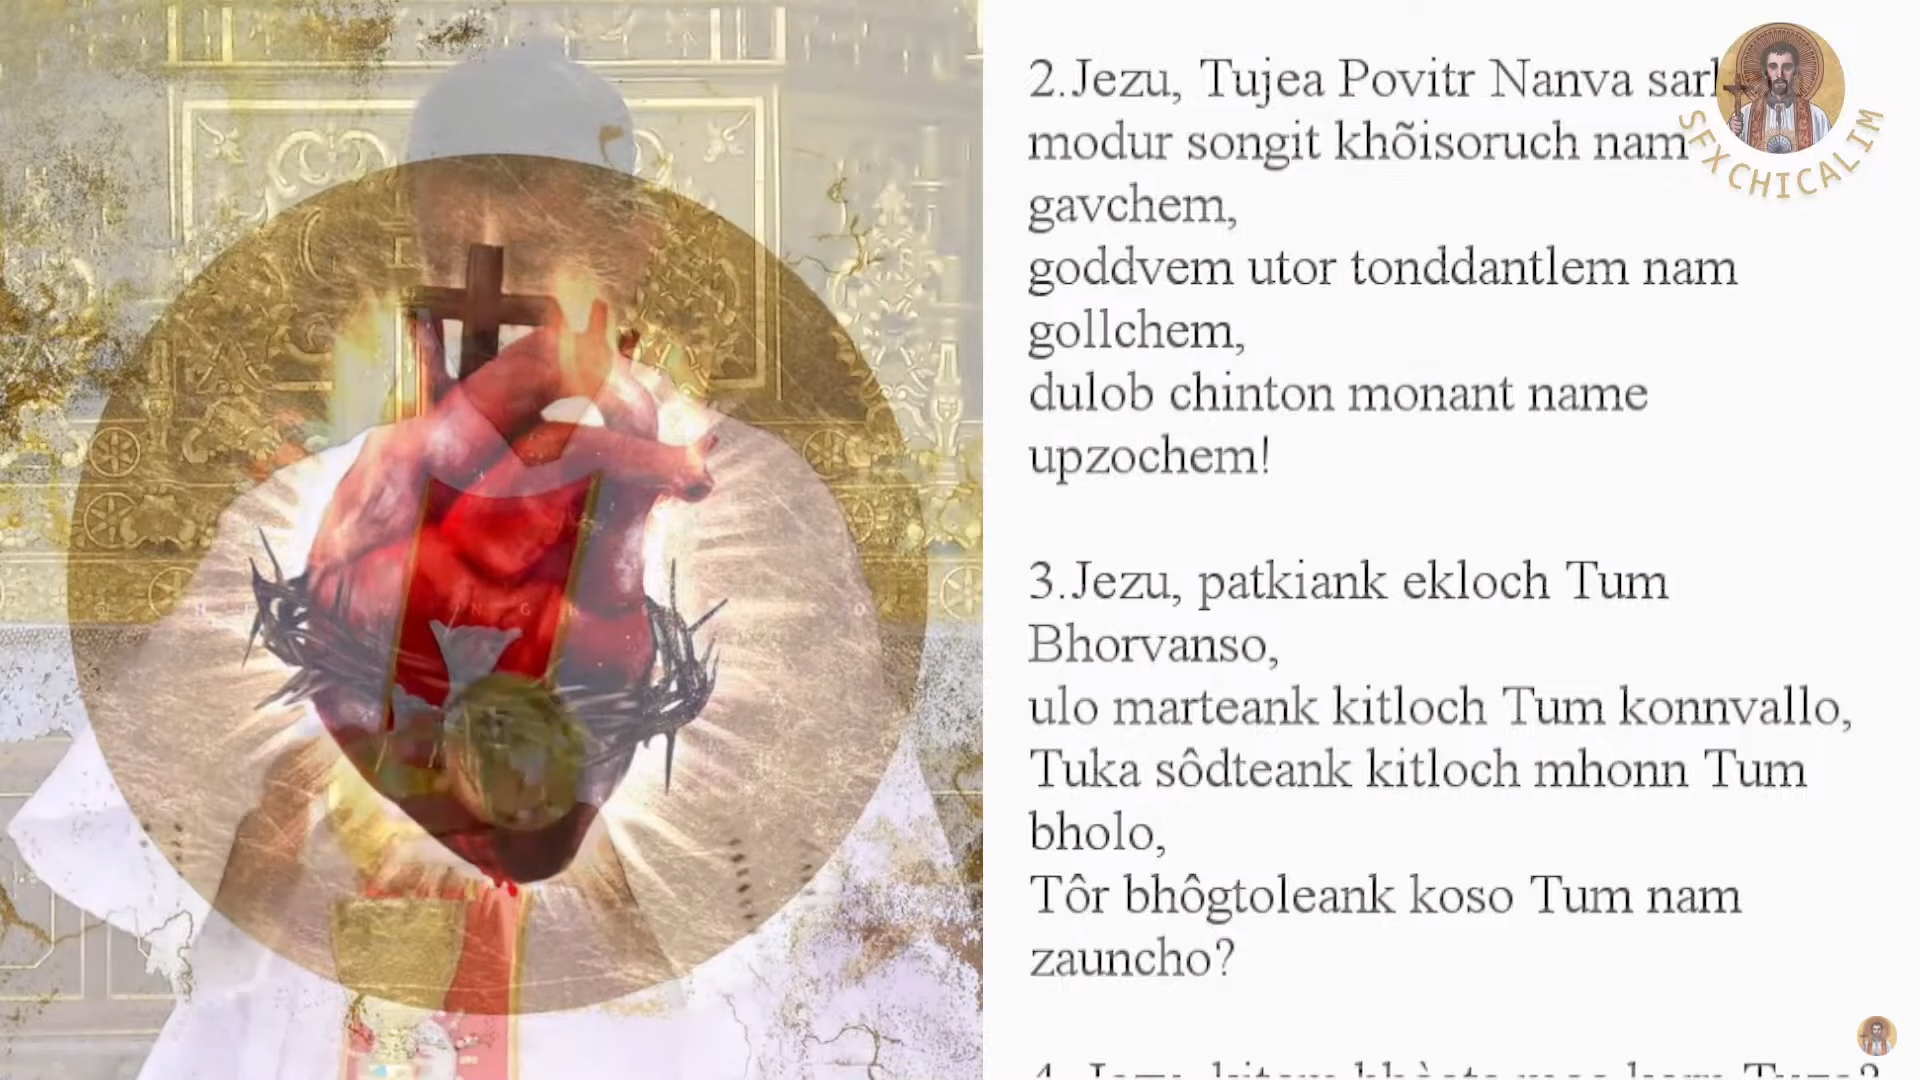 2.Jezu, Tujea Povitr Nanva
modur songit khõisoruch nam
gavchem,
goddvem utor tonddantlem nam
gollchem,
dulob chinton monant name
upzochem!
3.Jezu, patkiank ekloch Tum
Bhorvanso,
ulo marteank kitloch Tum konnvallo,
Tuka sôdteank kitloch mhonn Tum
bholo,
Tôr bhôgtoleank koso Tum nam
zauncho?
SFXCHICALIM